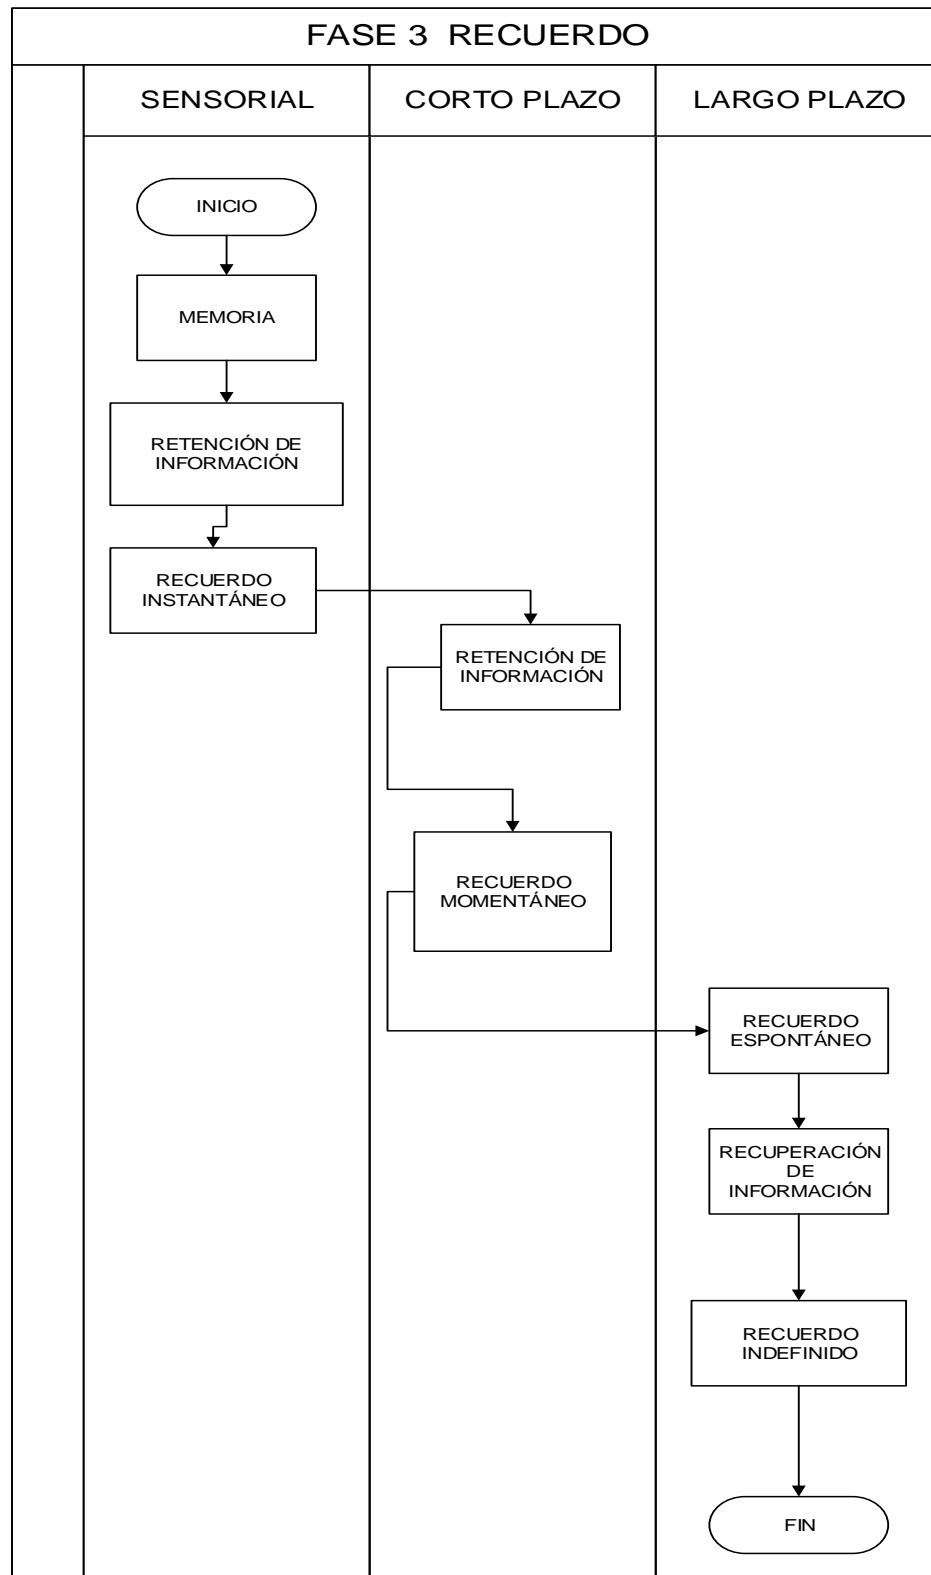 FASE 3  RECUERDO
SENSORIAL
CORTO PLAZO
LARGO PLAZO
INICIO
MEMORIA
RETENCIÓN DE
INFORMACIÓN
RECUERDO
INSTANTÁNEO
RETENCIÓN DE
INFORMACIÓN
RECUERDO
MOMENTÁNEO
RECUERDO
ESPONTÁNEO
RECUPERACIÓN
DE
INFORMACIÓN
RECUERDO
INDEFINIDO
FIN